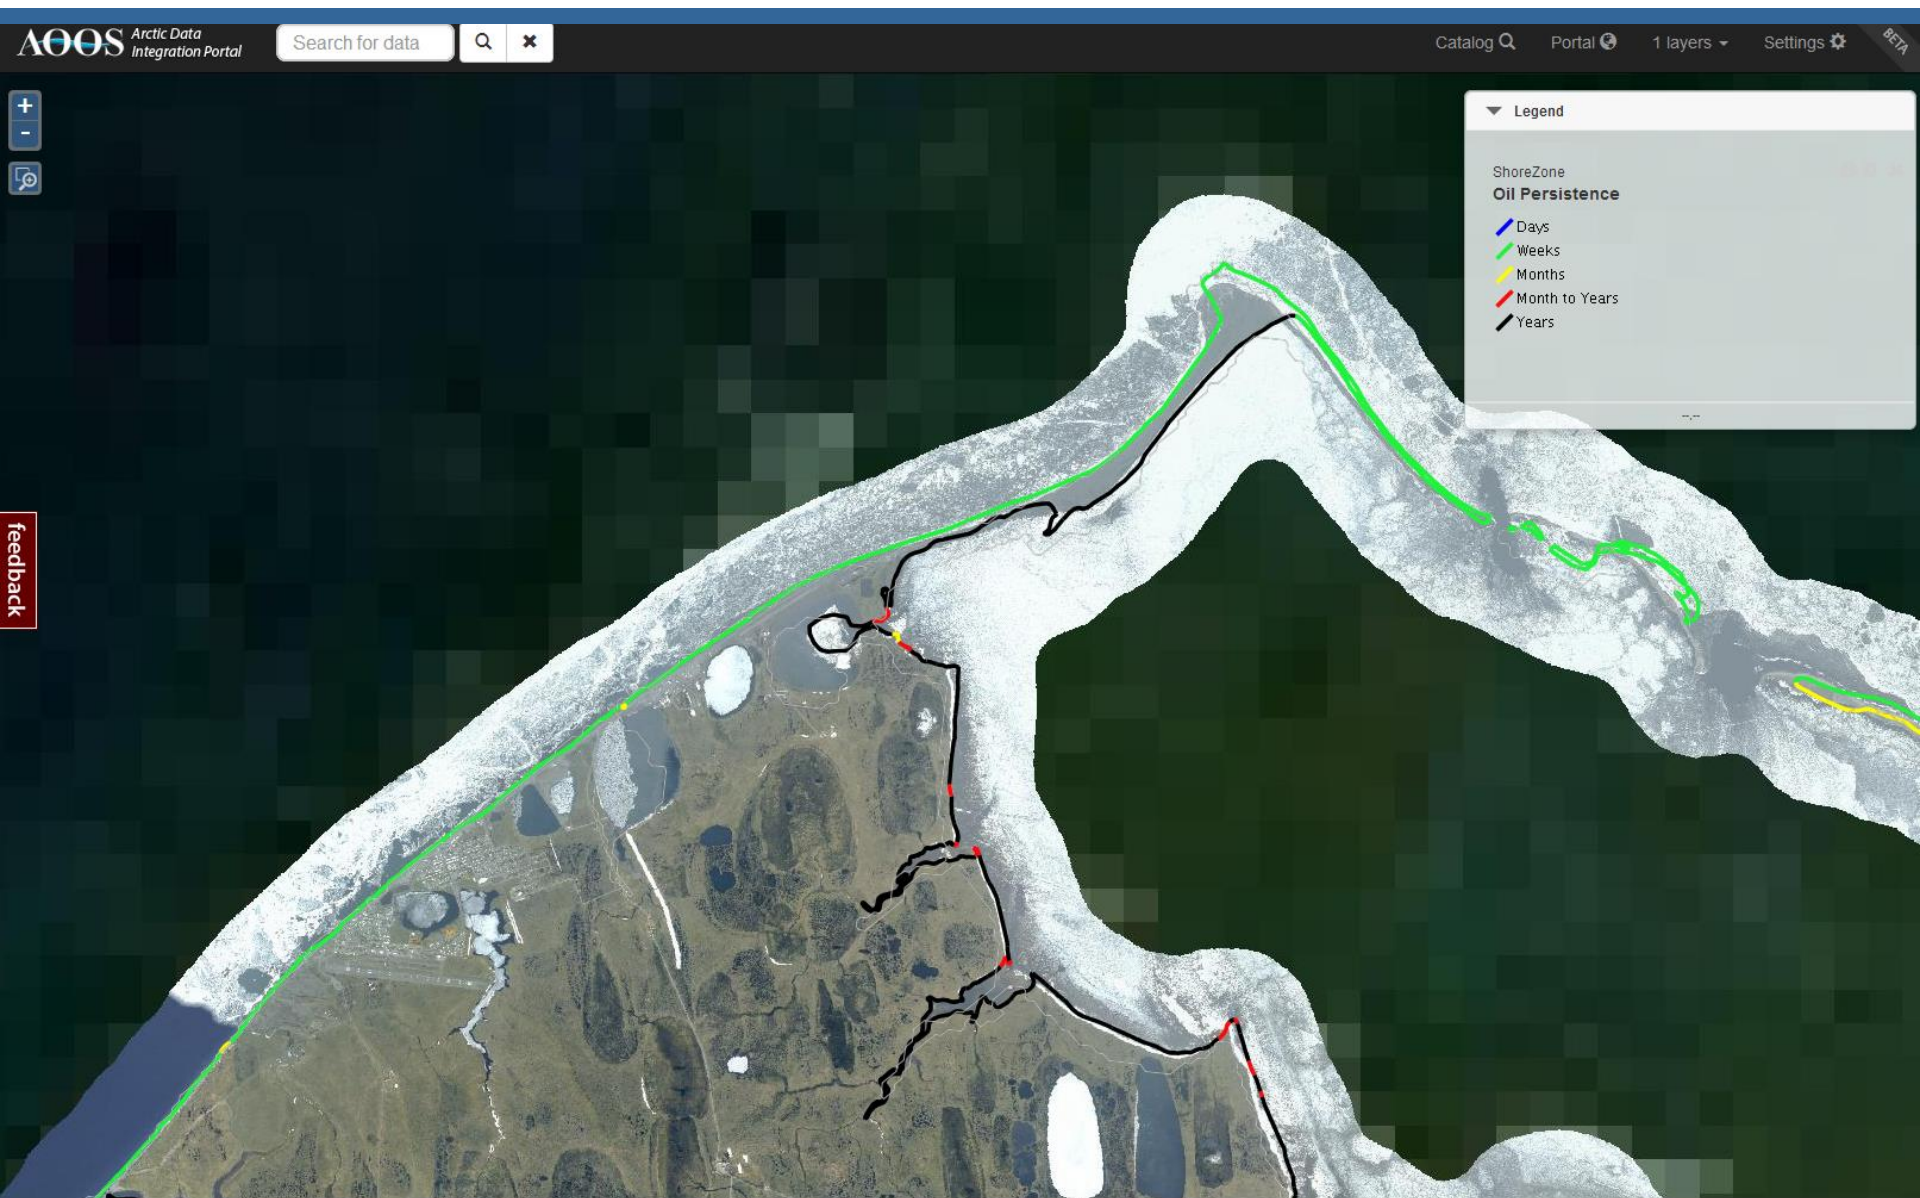 AOOS Arctic Data
Integration Portal
Search for data
Catalog
Portal
1 layers
Settings
BETA
+
-
Legend
ShoreZone
Oil Persistence
Days
Weeks
Months
Month to Years
Years
--.--
feedback